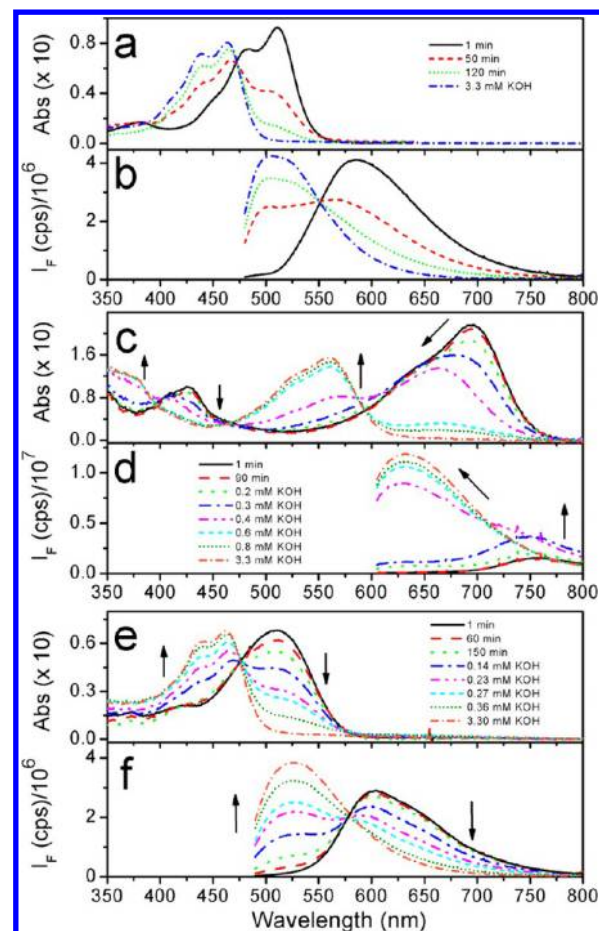 a
Abs (x 10)
0.8
0.4
0.0
1 min
50 min
120 min
3.3 mM KOH
b
I_F (cps)/10^6
4
2
0
350 400 450 500 550 600 650 700 750 800
c
Abs (x 10)
1.6
0.8
0.0
d
I_F (cps)/10^7
1.0
0.5
0.0
1 min
90 min
0.2 mM KOH
0.3 mM KOH
0.4 mM KOH
0.6 mM KOH
0.8 mM KOH
3.3 mM KOH
350 400 450 500 550 600 650 700 750 800
e
Abs (x 10)
0.6
0.3
0.0
1 min
60 min
150 min
0.14 mM KOH
0.23 mM KOH
0.27 mM KOH
0.36 mM KOH
3.30 mM KOH
f
I_F (cps)/10^6
4
2
0
350 400 450 500 550 600 650 700 750 800
Wavelength (nm)